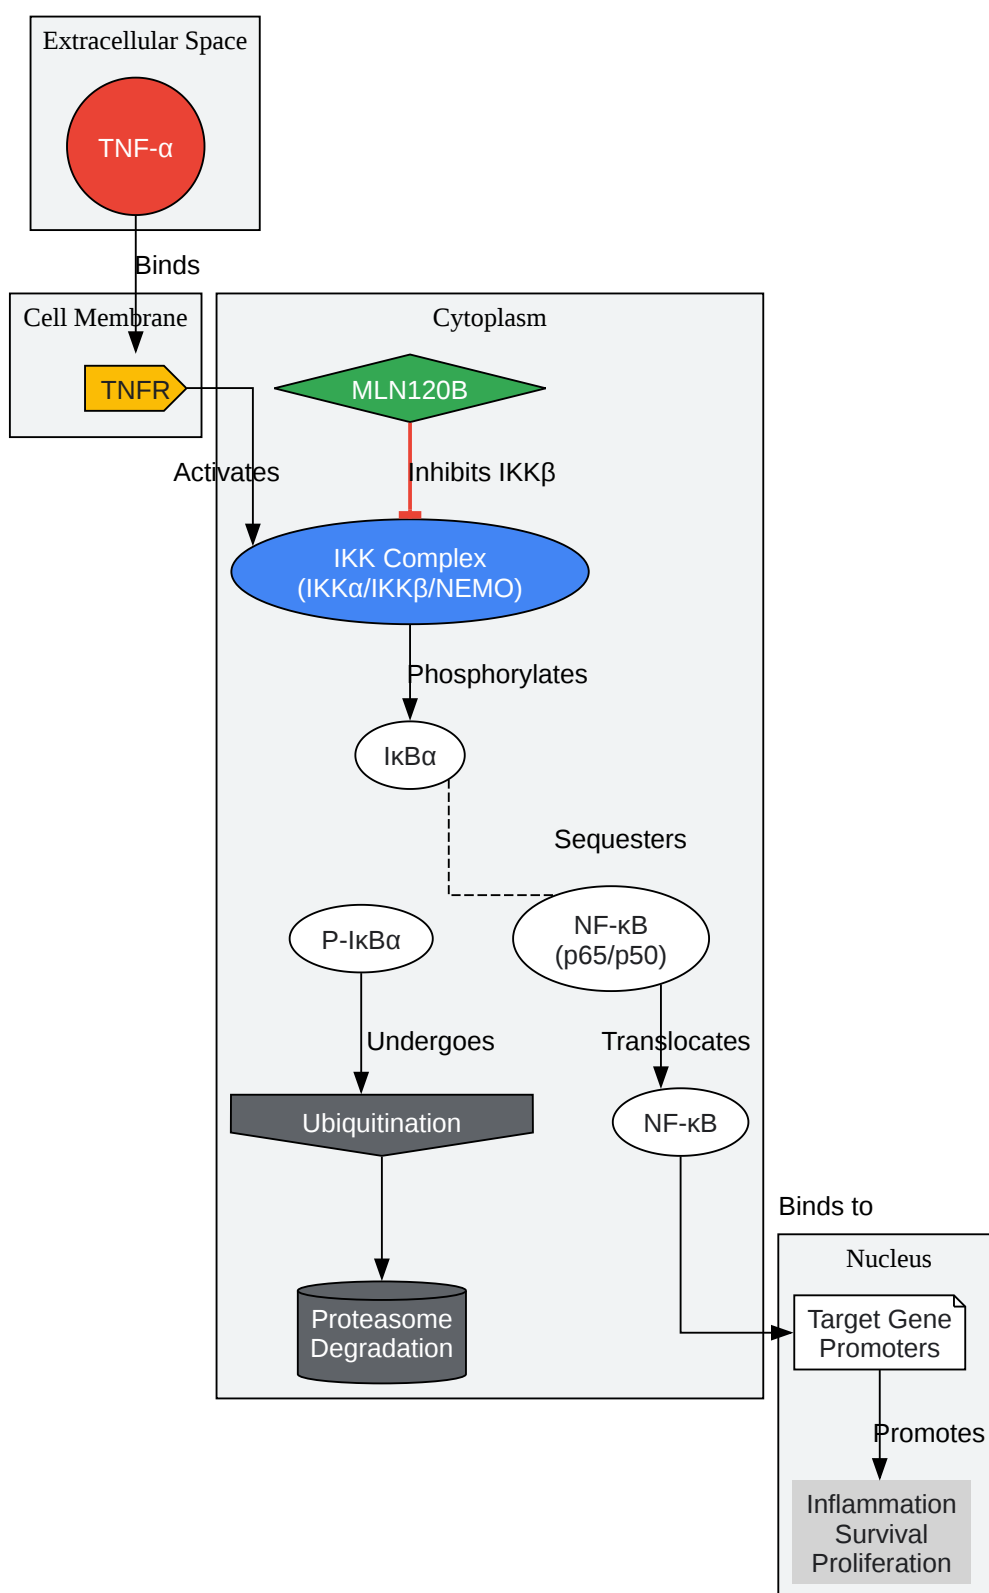 Extracellular Space
TNF-α
Binds
Cell Membrane
TNFR
Activates
Cytoplasm
MLN120B
Inhibits IKKβ
IKK Complex
(IKKα/IKKβ/NEMO)
Phosphorylates
IκBα
Sequesters
P-IκBα
NF-κB
(p65/p50)
Undergoes
Translocates
Ubiquitination
NF-κB
Proteasome
Degradation
Binds to
Nucleus
Target Gene
Promoters
Promotes
Inflammation
Survival
Proliferation